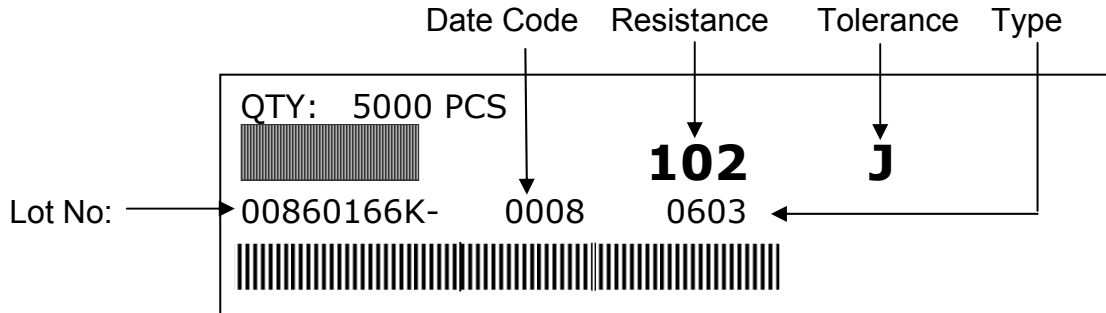 Date Code Resistance Tolerance Type
QTY: 5000 PCS
102 J
Lot No: 00860166K- 0008 0603